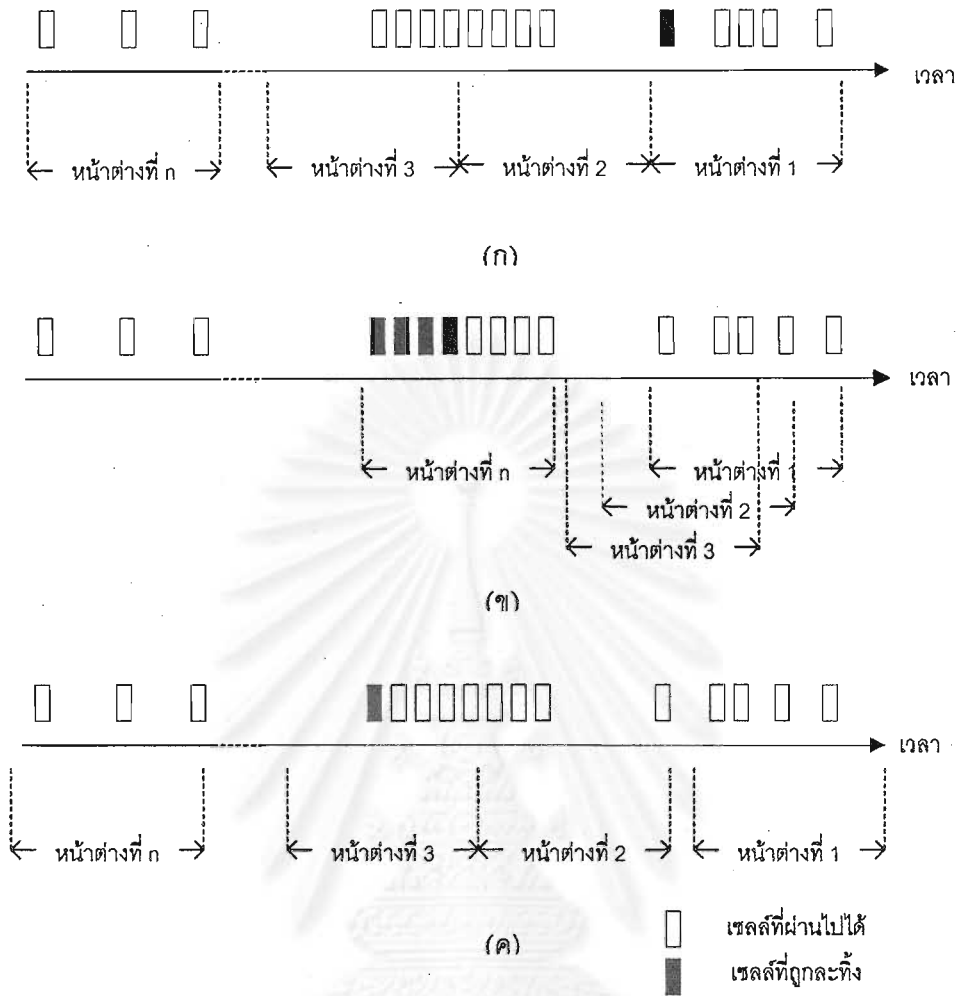 เวลา
หน้าต่างที่ n หน้าต่างที่ 3 หน้าต่างที่ 2 หน้าต่างที่ 1
(ก)
เวลา
หน้าต่างที่ n หน้าต่างที่ 1
หน้าต่างที่ 2
หน้าต่างที่ 3
(ข)
เวลา
หน้าต่างที่ n หน้าต่างที่ 3 หน้าต่างที่ 2 หน้าต่างที่ 1
(ค)
เซลล์ที่ผ่านไปได้
เซลล์ที่ถูกละทิ้ง